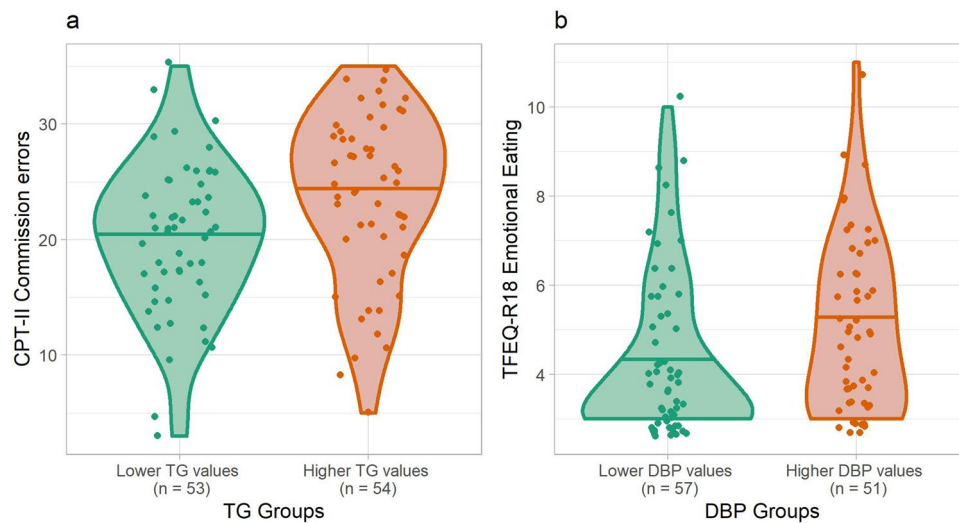 a
CPT-II Commission errors
30
20
10
Lower TG values
(n = 53)
Higher TG values
(n = 54)
TG Groups
b
TFEQ-R18 Emotional Eating
10
8
6
4
Lower DBP values
(n = 57)
Higher DBP values
(n = 51)
DBP Groups